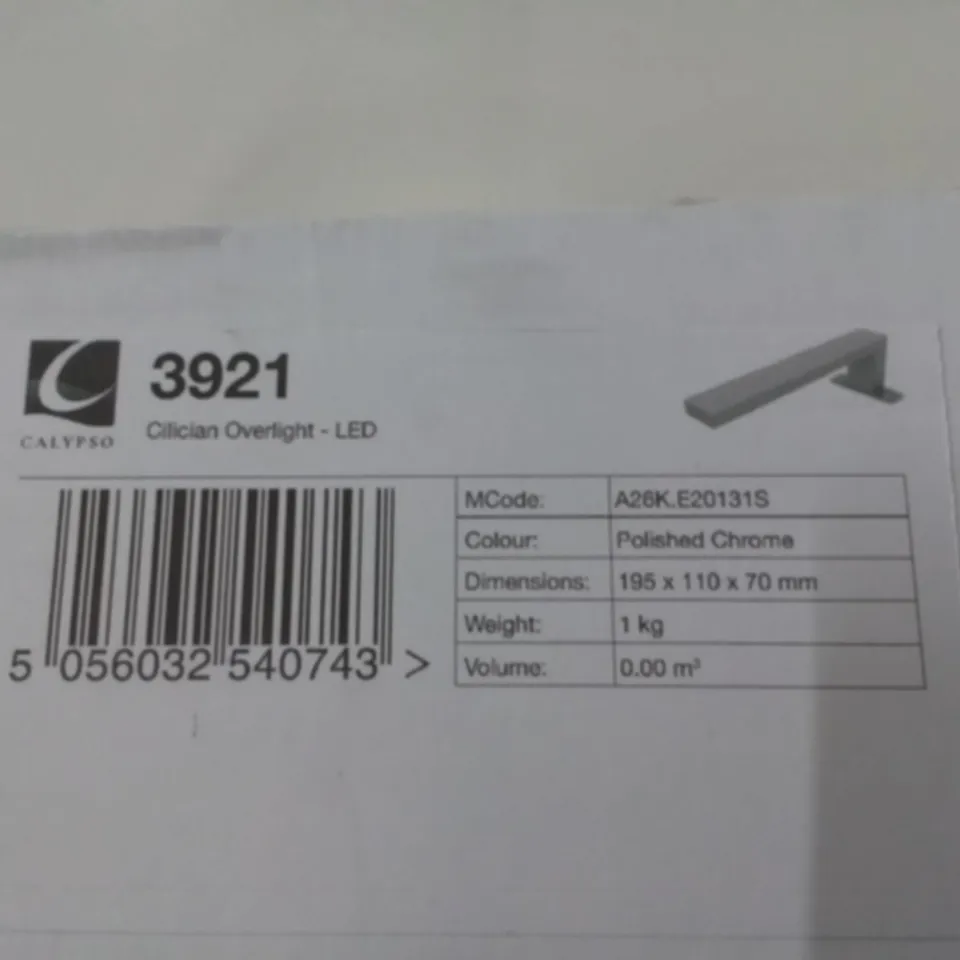 3921
Cilician Overlight - LED
CALYPSO
MCode: A26K.E20131S
Colour: Polished Chrome
Dimensions: 195 x 110 x 70 mm
Weight: 1 kg
Volume: 0.00 m³
5 056032 540743 >